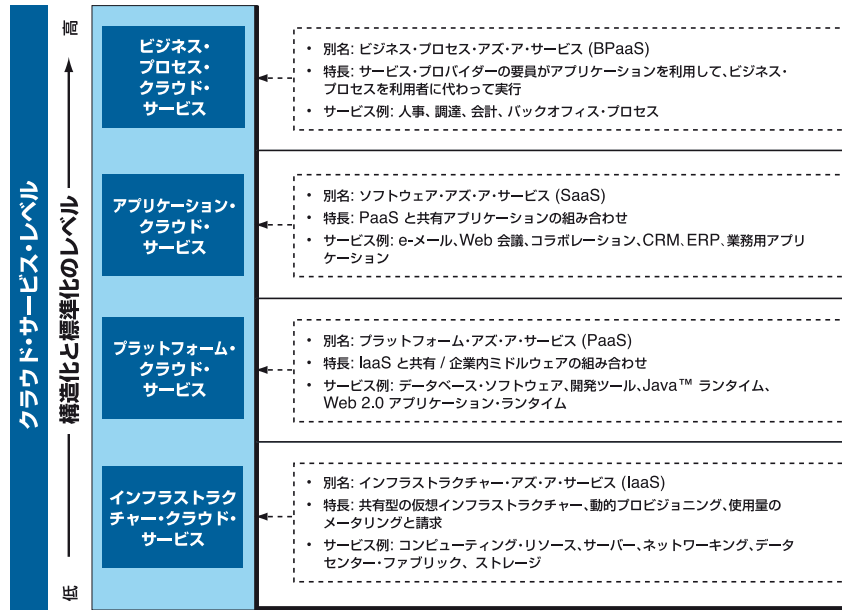 クラウド・サービス・レベル
高
構造化と標準化のレベル
低
ビジネス・
プロセス・
クラウド・
サービス
• 別名: ビジネス・プロセス・アズ・ア・サービス (BPaaS)
• 特長: サービス・プロバイダーの要員がアプリケーションを利用して、ビジネス・
プロセスを利用者に代わって実行
• サービス例: 人事、調達、会計、バックオフィス・プロセス
アプリケーション・
クラウド・
サービス
• 別名: ソフトウェア・アズ・ア・サービス (SaaS)
• 特長: PaaS と共有アプリケーションの組み合わせ
• サービス例: e-メール、Web 会議、コラボレーション、CRM、ERP、業務用アプリ
ケーション
プラットフォーム・
クラウド・
サービス
• 別名: プラットフォーム・アズ・ア・サービス (PaaS)
• 特長: IaaS と共有 / 企業内ミドルウェアの組み合わせ
• サービス例: データベース・ソフトウェア、開発ツール、Java™ ランタイム、
Web 2.0 アプリケーション・ランタイム
インフラストラク
チャー・クラウド・
サービス
• 別名: インフラストラクチャー・アズ・ア・サービス (IaaS)
• 特長: 共有型の仮想インフラストラクチャー、動的プロビジョニング、使用量の
メータリングと請求
• サービス例: コンピューティング・リソース、サーバー、ネットワーキング、データ
センター・ファブリック、ストレージ